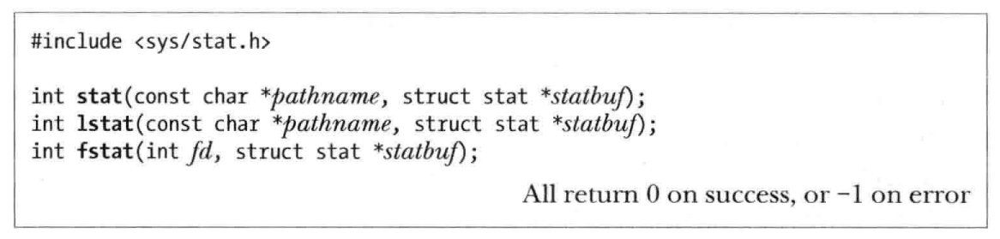 #include <sys/stat.h>
int stat(const char *pathname, struct stat *statbuf);
int lstat(const char *pathname, struct stat *statbuf);
int fstat(int fd, struct stat *statbuf);
All return 0 on success, or −1 on error